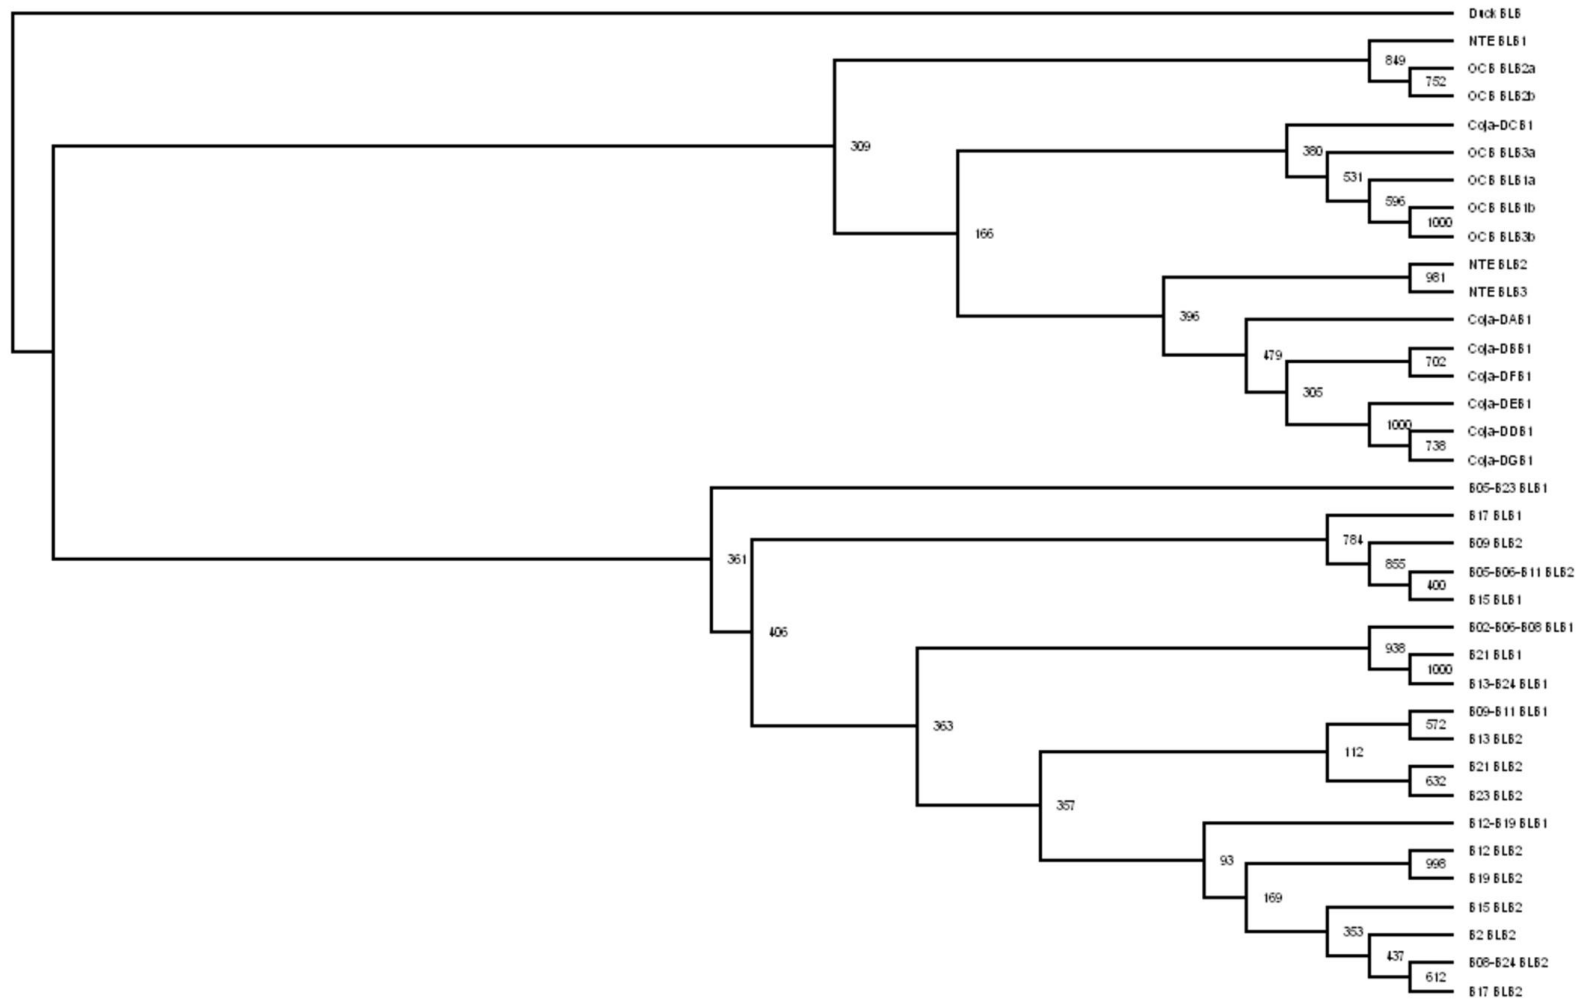 Duck BLB
NTE BLB1
849
OCB BLB2a
752
OCB BLB2b
309
Coja-DCB1
380
OCB BLB3a
531
OCB BLB1a
596
OCB BLB1b
1000
OCB BLB3b
166
NTE BLB2
981
NTE BLB3
396
Coja-DAB1
479
Coja-DBB1
702
Coja-DFB1
305
Coja-DEB1
1000
Coja-DDB1
738
Coja-DGB1
B05-B23 BLB1
361
B17 BLB1
784
B09 BLB2
855
B05-B06-B11 BLB2
400
B15 BLB1
406
B02-B06-B08 BLB1
938
B21 BLB1
1000
B13-B24 BLB1
363
B09-B11 BLB1
572
B13 BLB2
112
B21 BLB2
632
B23 BLB2
357
B12-B19 BLB1
93
B12 BLB2
998
B19 BLB2
169
B15 BLB2
353
B2 BLB2
437
B08-B24 BLB2
612
B17 BLB2